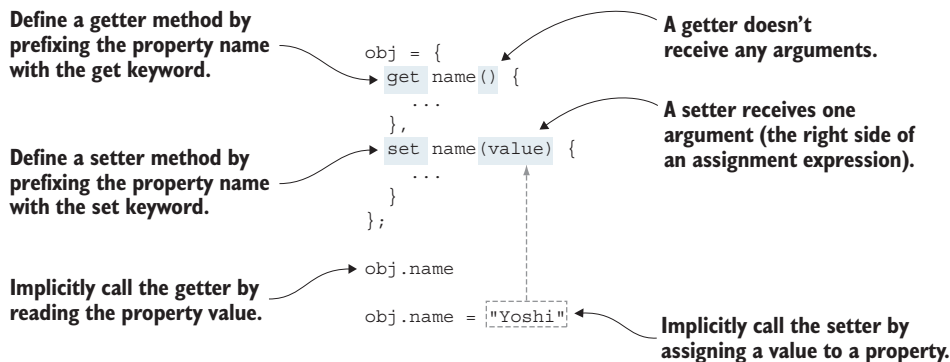 Define a getter method by
prefixing the property name
with the get keyword.
A getter doesn't
receive any arguments.
obj = {
get name() {
...
},
set name(value) {
...
}
};
A setter receives one
argument (the right side of
an assignment expression).
Define a setter method by
prefixing the property name
with the set keyword.
obj.name
Implicitly call the getter by
reading the property value.
obj.name = "Yoshi"
Implicitly call the setter by
assigning a value to a property.